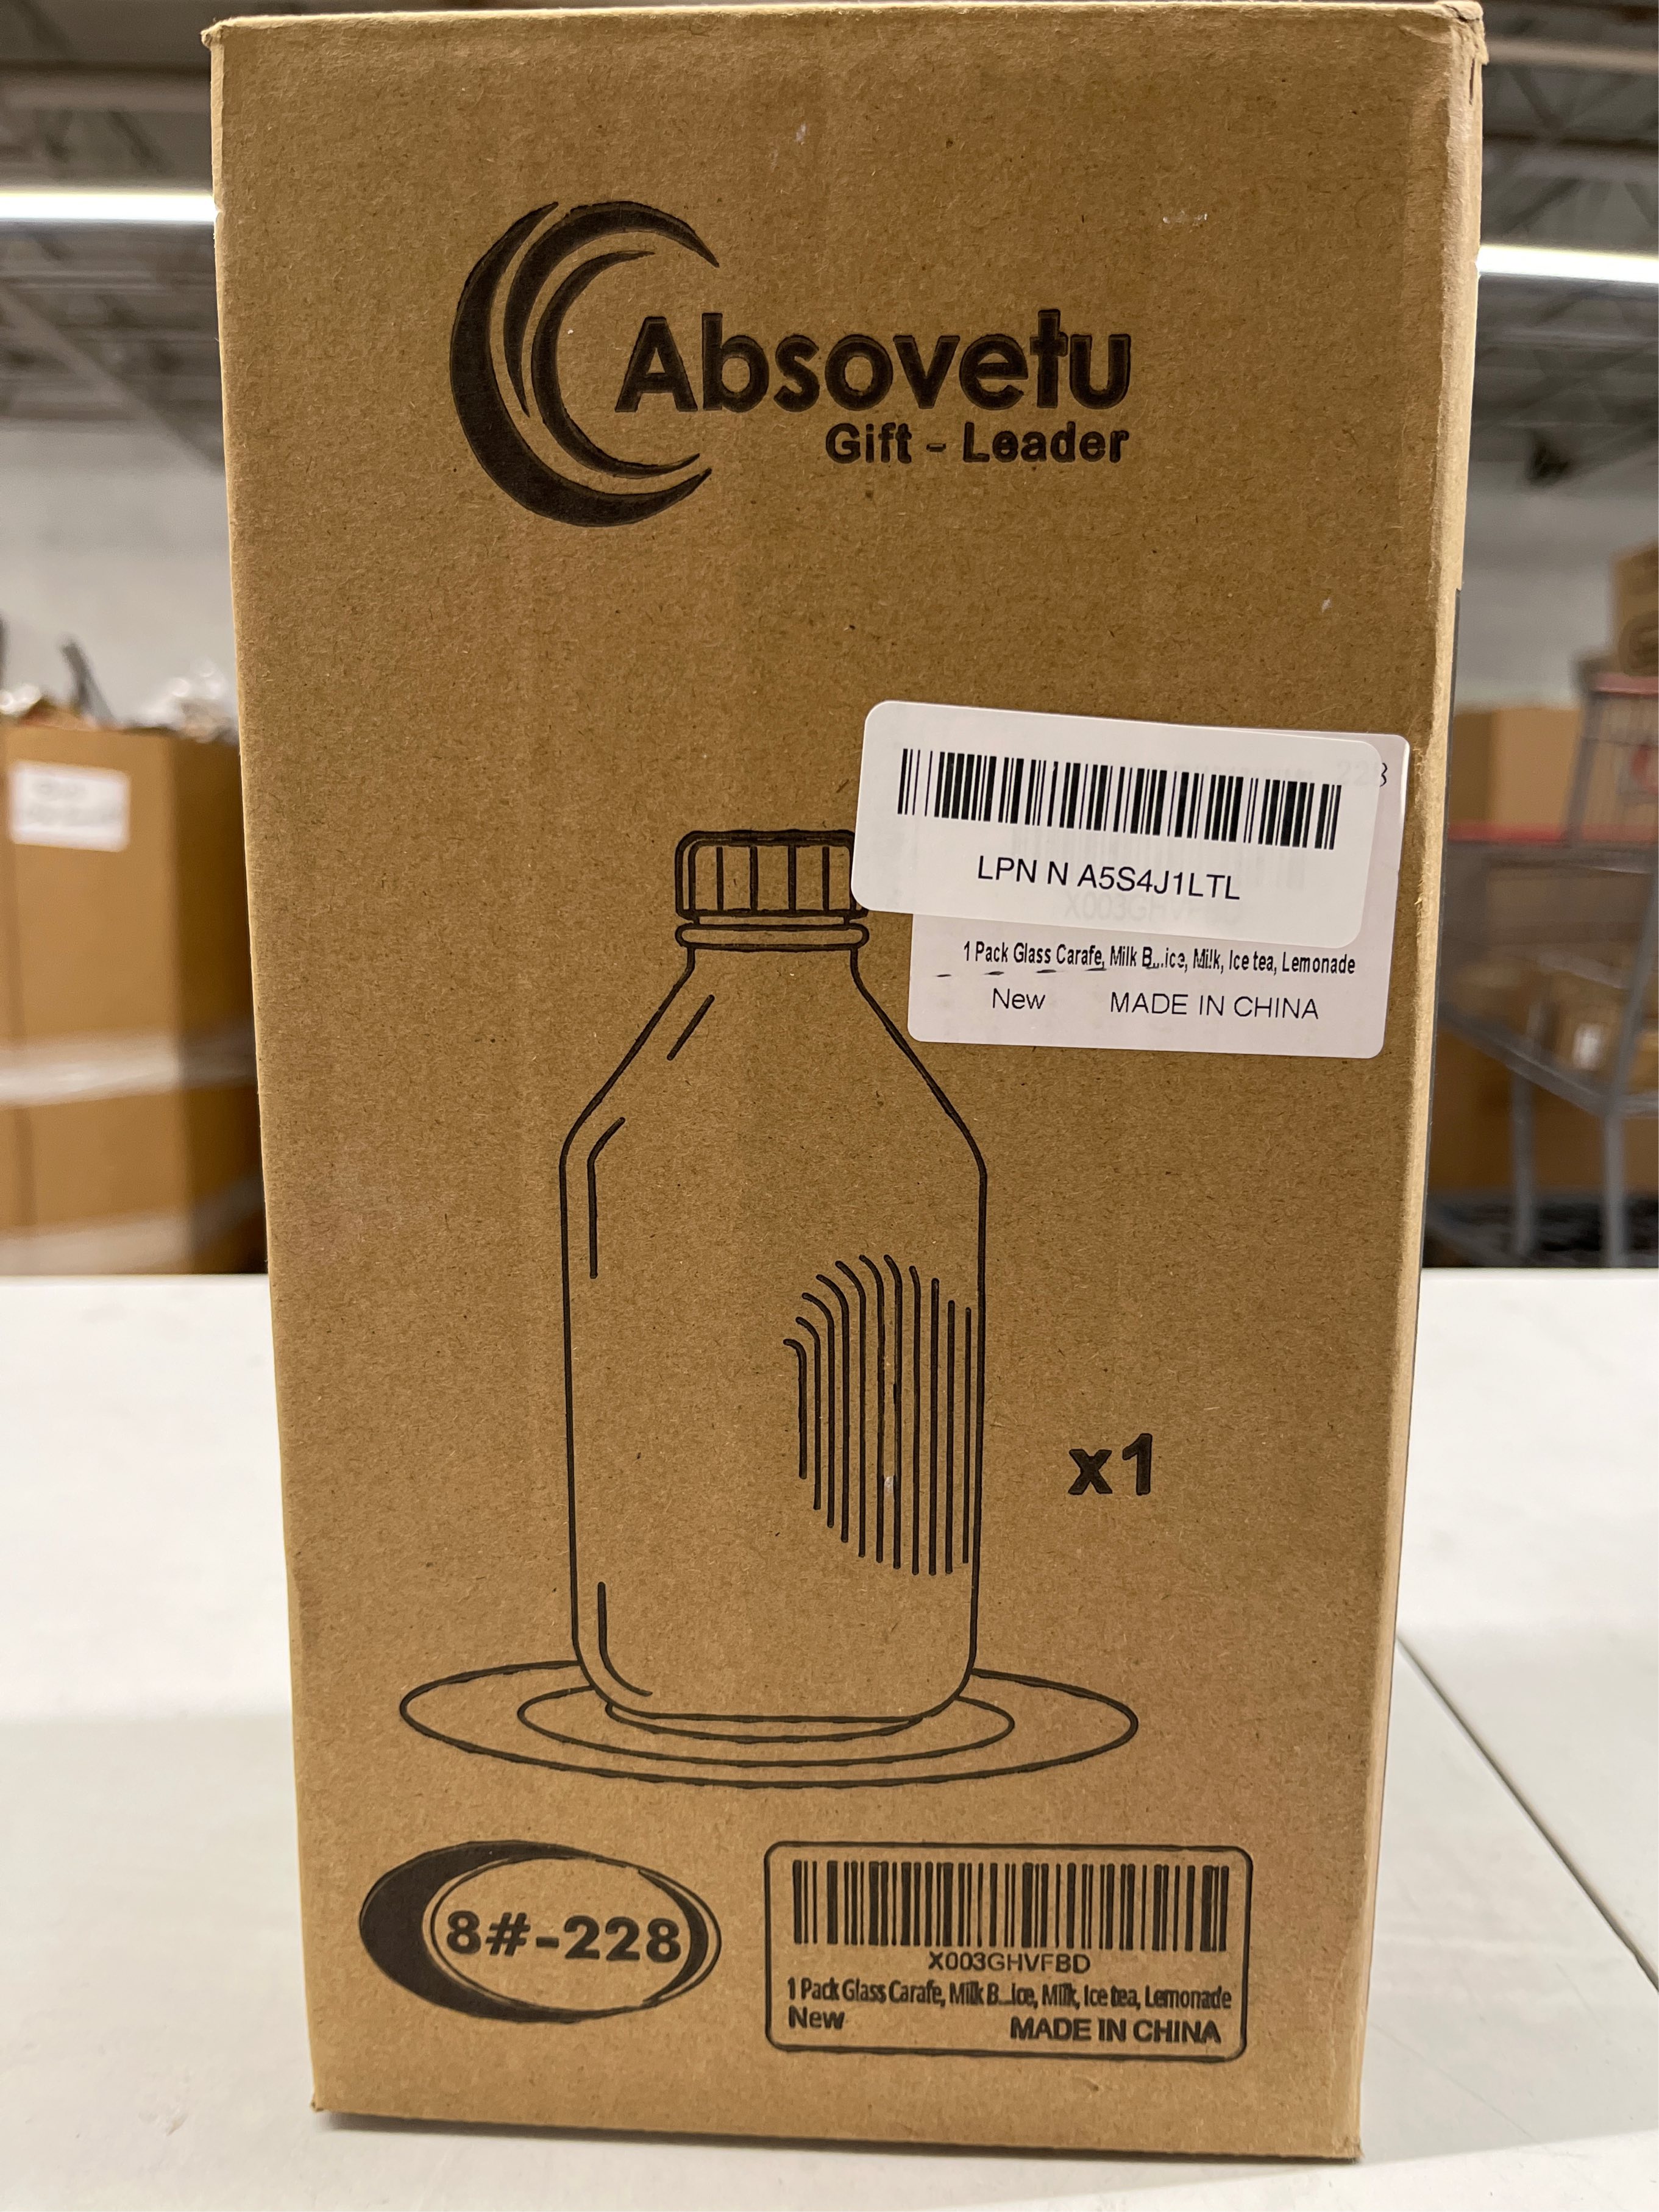 Absovetu
Gift - Leader
LPN N A5S4J1LTL
1 Pack Glass Carafe, Milk B...ice, Milk, Ice tea, Lemonade
New MADE IN CHINA
x1
8#-228
X003GHVFBD
1 Pack Glass Carafe, Milk B...ice, Milk, Ice tea, Lemonade
New MADE IN CHINA